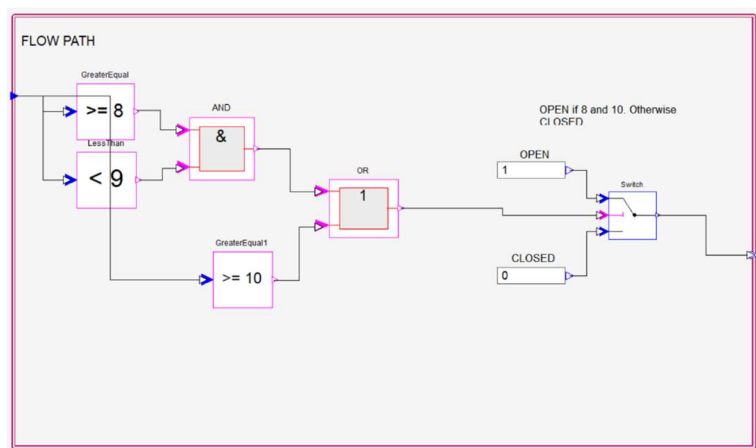 FLOW PATH
GreaterEqual
>= 8
AND
&
LessThan
< 9
OPEN if 8 and 10. Otherwise
CLOSED
OPEN
1
Switch
OR
1
GreaterEqual1
>= 10
CLOSED
0